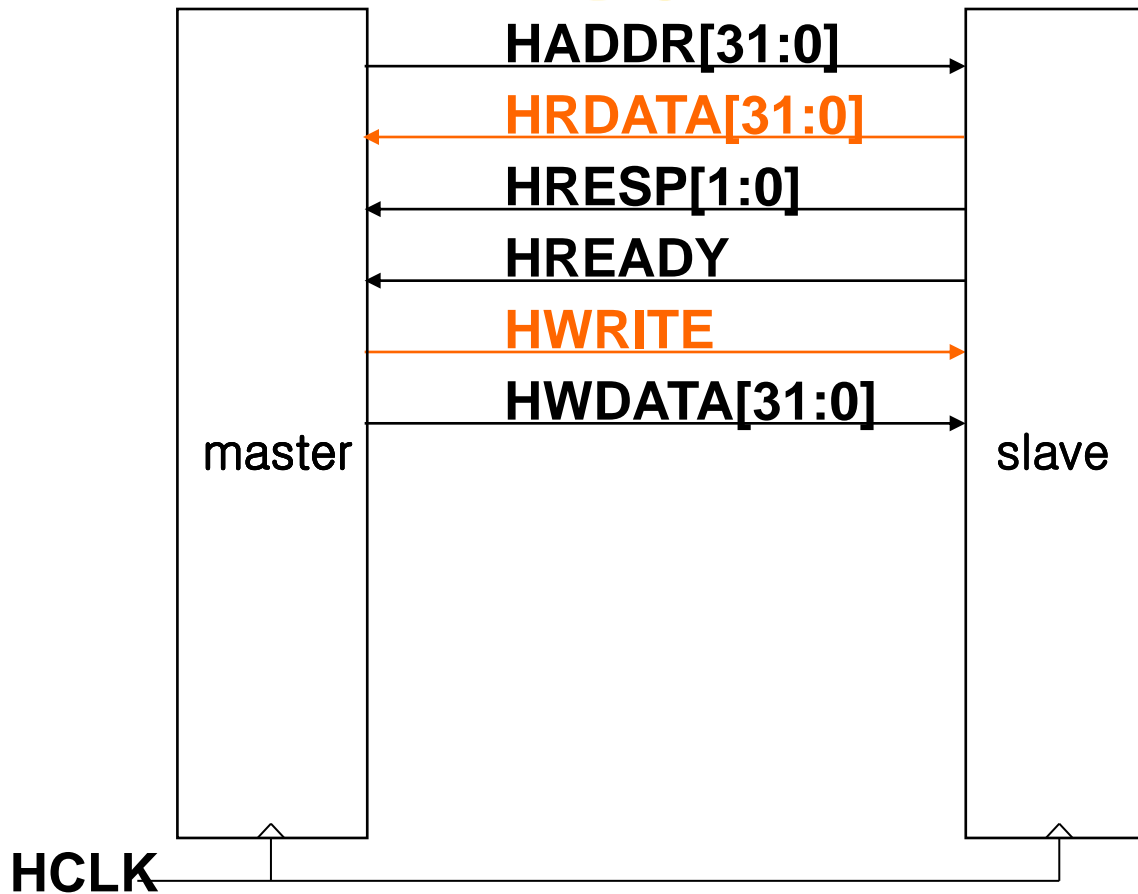 HADDR[31:0]
HRDATA[31:0]
HRESP[1:0]
HREADY
HWRITE
HWDATA[31:0]
master
slave
HCLK